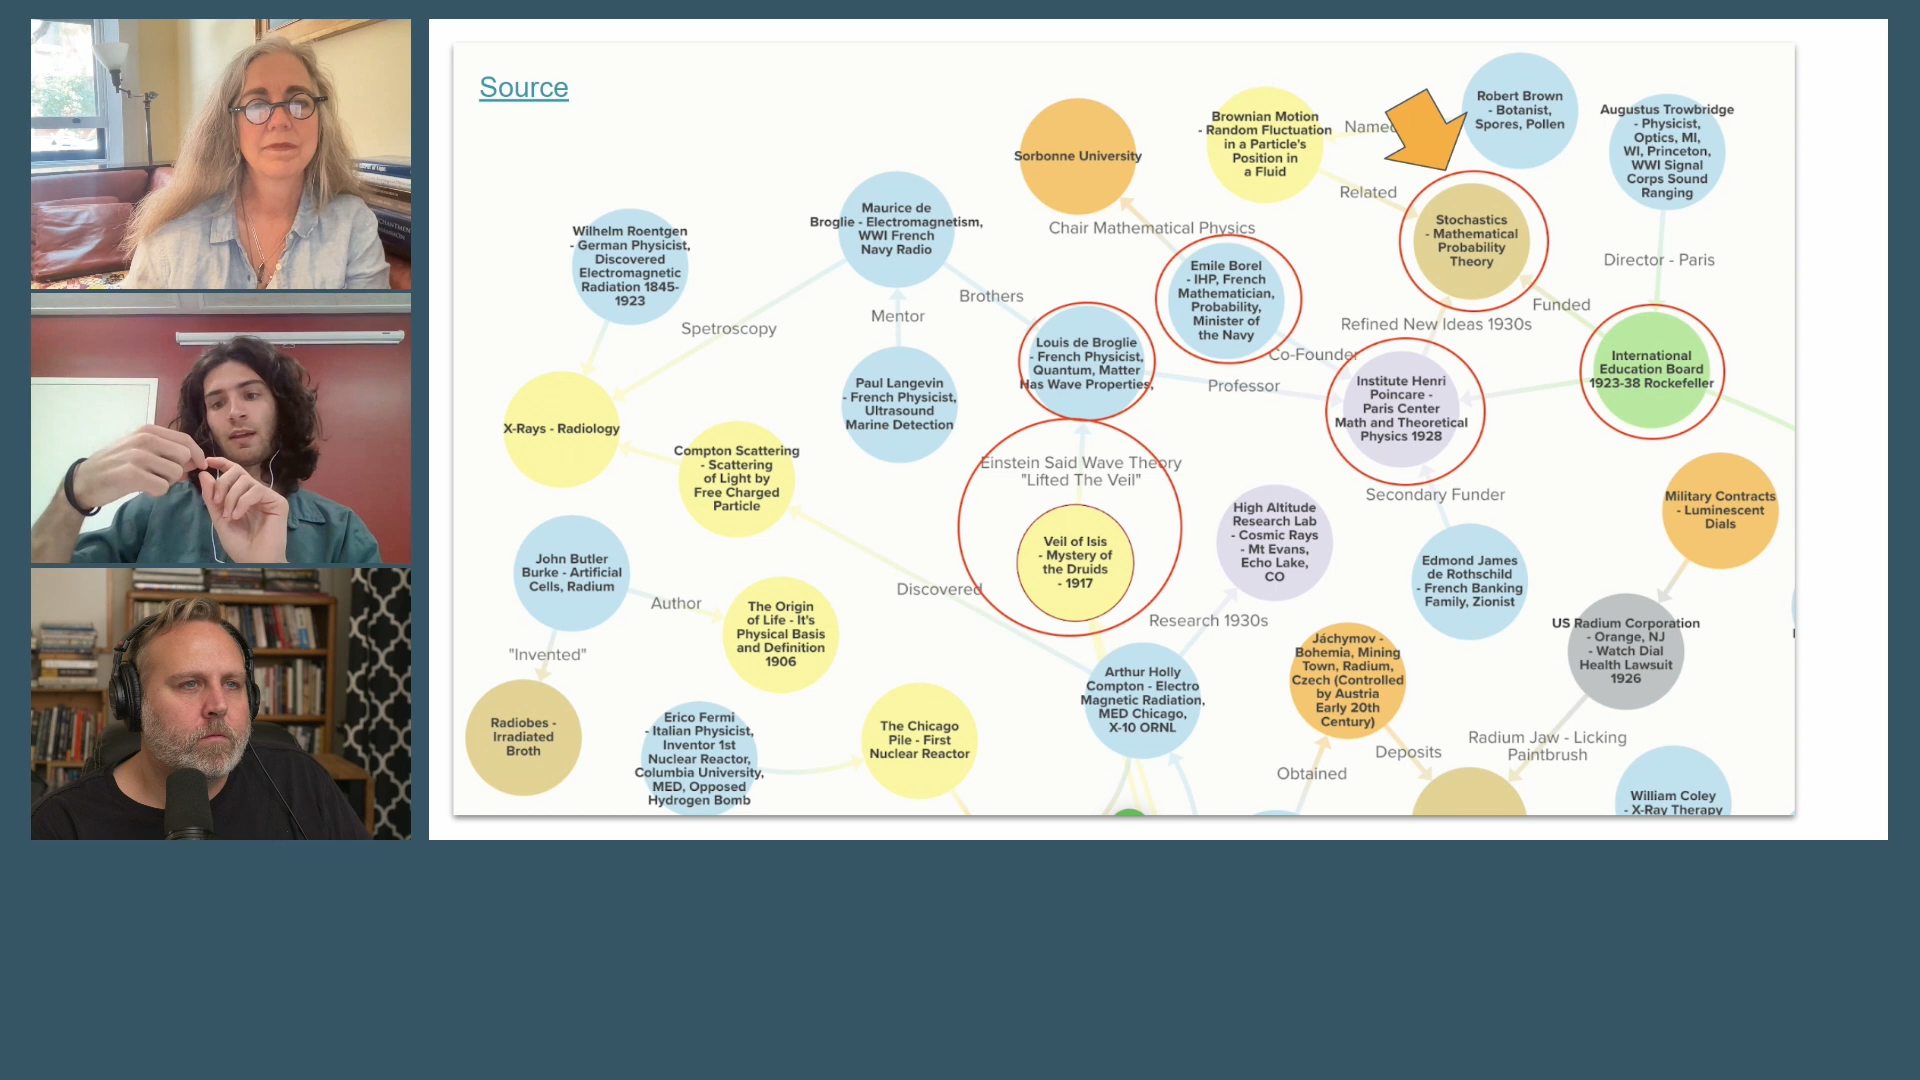 Source
Robert Brown
- Botanist,
Spores, Pollen
Augustus Trowbridge
- Physicist,
Optics, MI,
WI, Princeton,
WWI Signal
Corps Sound
Ranging
Brownian Motion
- Random Fluctuation
in a Particle's
Position in
a Fluid
Named
Sorbonne University
Related
Stochastics
- Mathematical
Probability
Theory
Maurice de
Broglie - Electromagnetism,
WWI French
Navy Radio
Chair Mathematical Physics
Wilhelm Roentgen
- German Physicist,
Discovered
Electromagnetic
Radiation 1845-
1923
Director - Paris
Emile Borel
- IHP, French
Mathematician,
Probability,
Minister of
the Navy
Brothers
Funded
Mentor
Refined New Ideas 1930s
Spetroscopy
Louis de Broglie
- French Physicist,
Quantum, Matter
Has Wave Properties,
Co-Founder
International
Education Board
1923-38 Rockefeller
Paul Langevin
- French Physicist,
Ultrasound
Marine Detection
Professor
Institute Henri
Poincare -
Paris Center
Math and Theoretical
Physics 1928
X-Rays - Radiology
Compton Scattering
- Scattering
of Light by
Free Charged
Particle
Einstein Said Wave Theory
"Lifted The Veil"
Secondary Funder
Military Contracts
- Luminescent
Dials
High Altitude
Research Lab
- Cosmic Rays
- Mt Evans,
Echo Lake,
CO
Veil of Isis
- Mystery of
the Druids
- 1917
John Butler
Burke - Artificial
Cells, Radium
Edmond James
de Rothschild
- French Banking
Family, Zionist
Discovered
Author
The Origin
of Life - It's
Physical Basis
and Definition
1906
Research 1930s
US Radium Corporation
- Orange, NJ
- Watch Dial
Health Lawsuit
1926
Jáchymov -
Bohemia, Mining
Town, Radium,
Czech (Controlled
by Austria
Early 20th
Century)
"Invented"
Arthur Holly
Compton - Electro
Magnetic Radiation,
MED Chicago,
X-10 ORNL
Radiobes -
Irradiated
Broth
Erico Fermi
- Italian Physicist,
Inventor 1st
Nuclear Reactor,
Columbia University,
MED, Opposed
Hydrogen Bomb
The Chicago
Pile - First
Nuclear Reactor
Radium Jaw - Licking
Paintbrush
Deposits
Obtained
William Coley
- X-Ray Therapy